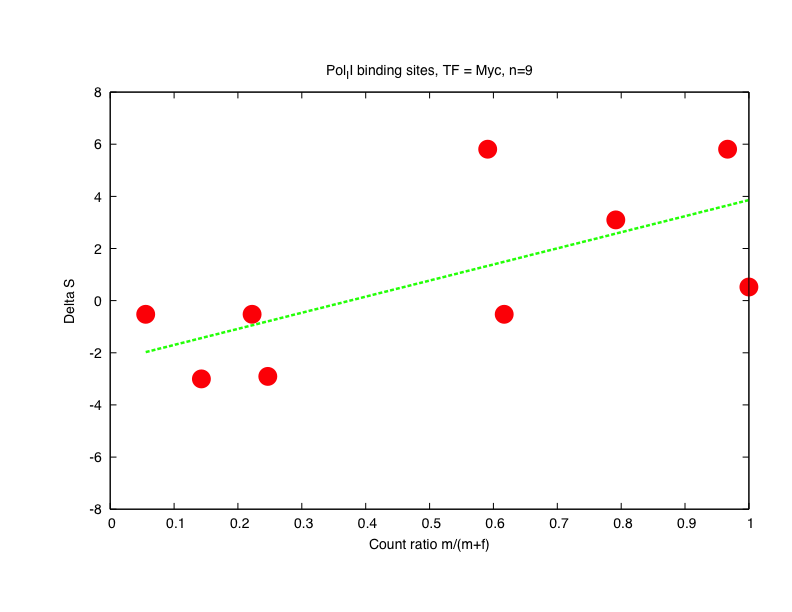 Pol_II binding sites, TF = Myc, n=9
8
6
4
2
0
-2
-4
-6
-8
Delta S
0 0.1 0.2 0.3 0.4 0.5 0.6 0.7 0.8 0.9 1
Count ratio m/(m+f)